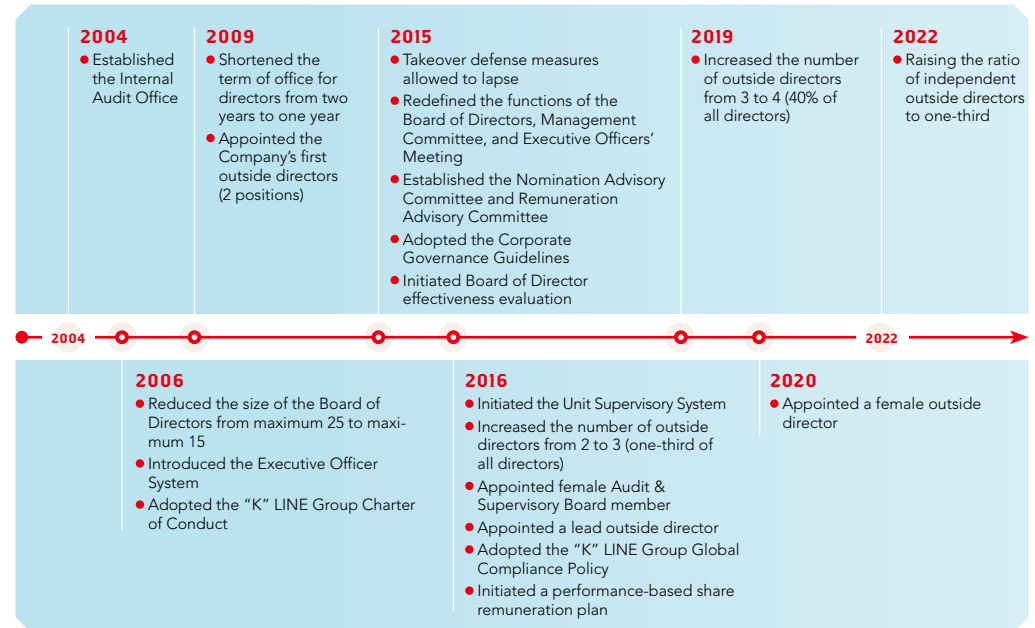 2004
● Established
the Internal
Audit Office
2009
● Shortened the
term of office for
directors from two
years to one year
● Appointed the
Company's first
outside directors
(2 positions)
2015
● Takeover defense measures
allowed to lapse
● Redefined the functions of the
Board of Directors, Management
Committee, and Executive Officers'
Meeting
● Established the Nomination Advisory
Committee and Remuneration
Advisory Committee
● Adopted the Corporate
Governance Guidelines
● Initiated Board of Director
effectiveness evaluation
2019
● Increased the number
of outside directors
from 3 to 4 (40% of
all directors)
2022
● Raising the ratio
of independent
outside directors
to one-third
2004
2022
2006
● Reduced the size of the Board of
Directors from maximum 25 to maxi-
mum 15
● Introduced the Executive Officer
System
● Adopted the “K” LINE Group Charter
of Conduct
2016
● Initiated the Unit Supervisory System
● Increased the number of outside
directors from 2 to 3 (one-third of
all directors)
● Appointed female Audit &
Supervisory Board member
● Appointed a lead outside director
● Adopted the “K” LINE Group Global
Compliance Policy
● Initiated a performance-based share
remuneration plan
2020
● Appointed a female outside
director